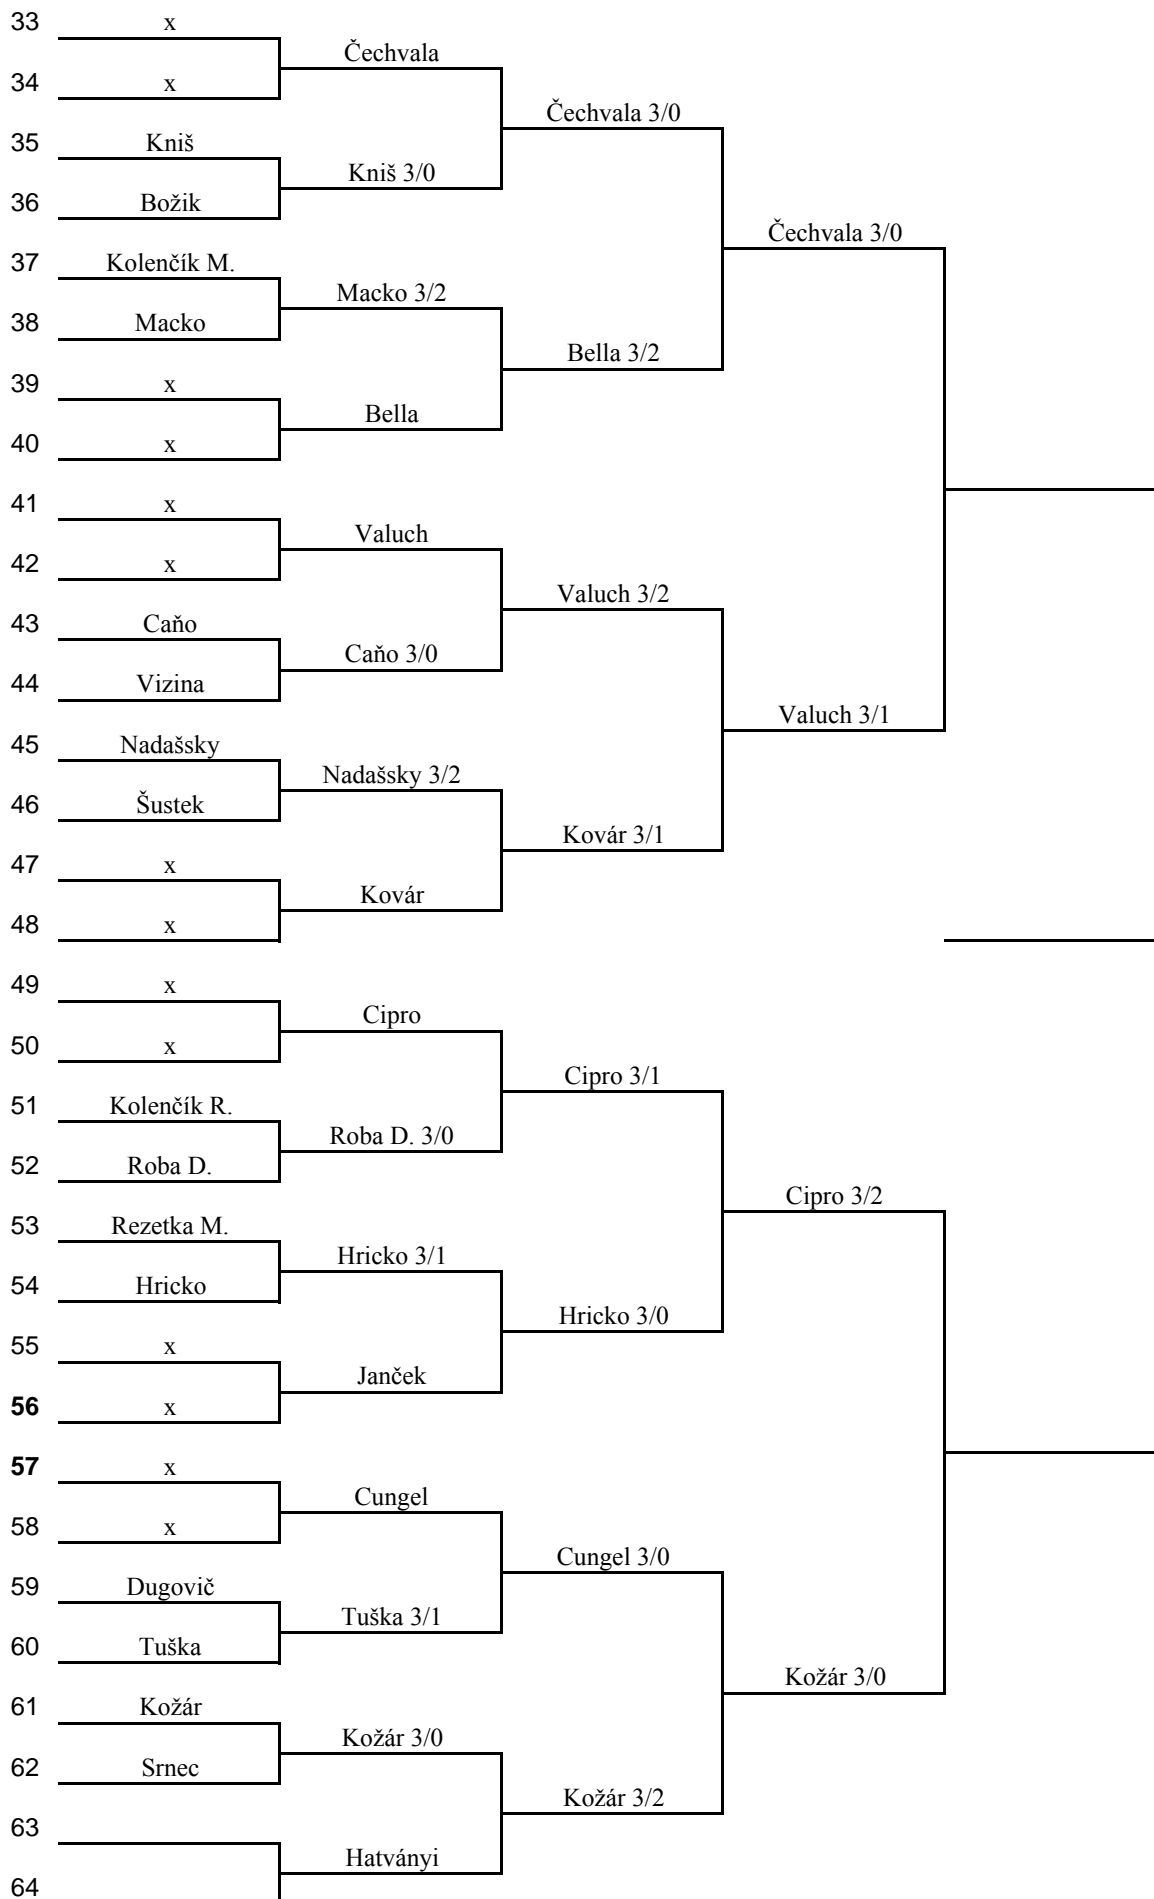 33 x
Čechvala
34 x
Čechvala 3/0
35 Kniš
Kniš 3/0
36 Božik
Čechvala 3/0
37 Kolenčík M.
Macko 3/2
38 Macko
Bella 3/2
39 x
Bella
40 x
41 x
Valuch
42 x
Valuch 3/2
43 Caňo
Caňo 3/0
44 Vizina
Valuch 3/1
45 Nadašsky
Nadašsky 3/2
46 Šustek
Kovár 3/1
47 x
Kovár
48 x
49 x
Cipro
50 x
Cipro 3/1
51 Kolenčík R.
Roba D. 3/0
52 Roba D.
Cipro 3/2
53 Rezetka M.
Hricko 3/1
54 Hricko
Hricko 3/0
55 x
Janček
56 x
57 x
Cungel
58 x
Cungel 3/0
59 Dugovič
Tuška 3/1
60 Tuška
Kožár 3/0
61 Kožár
Kožár 3/0
62 Srnec
Kožár 3/2
63
Hatványi
64